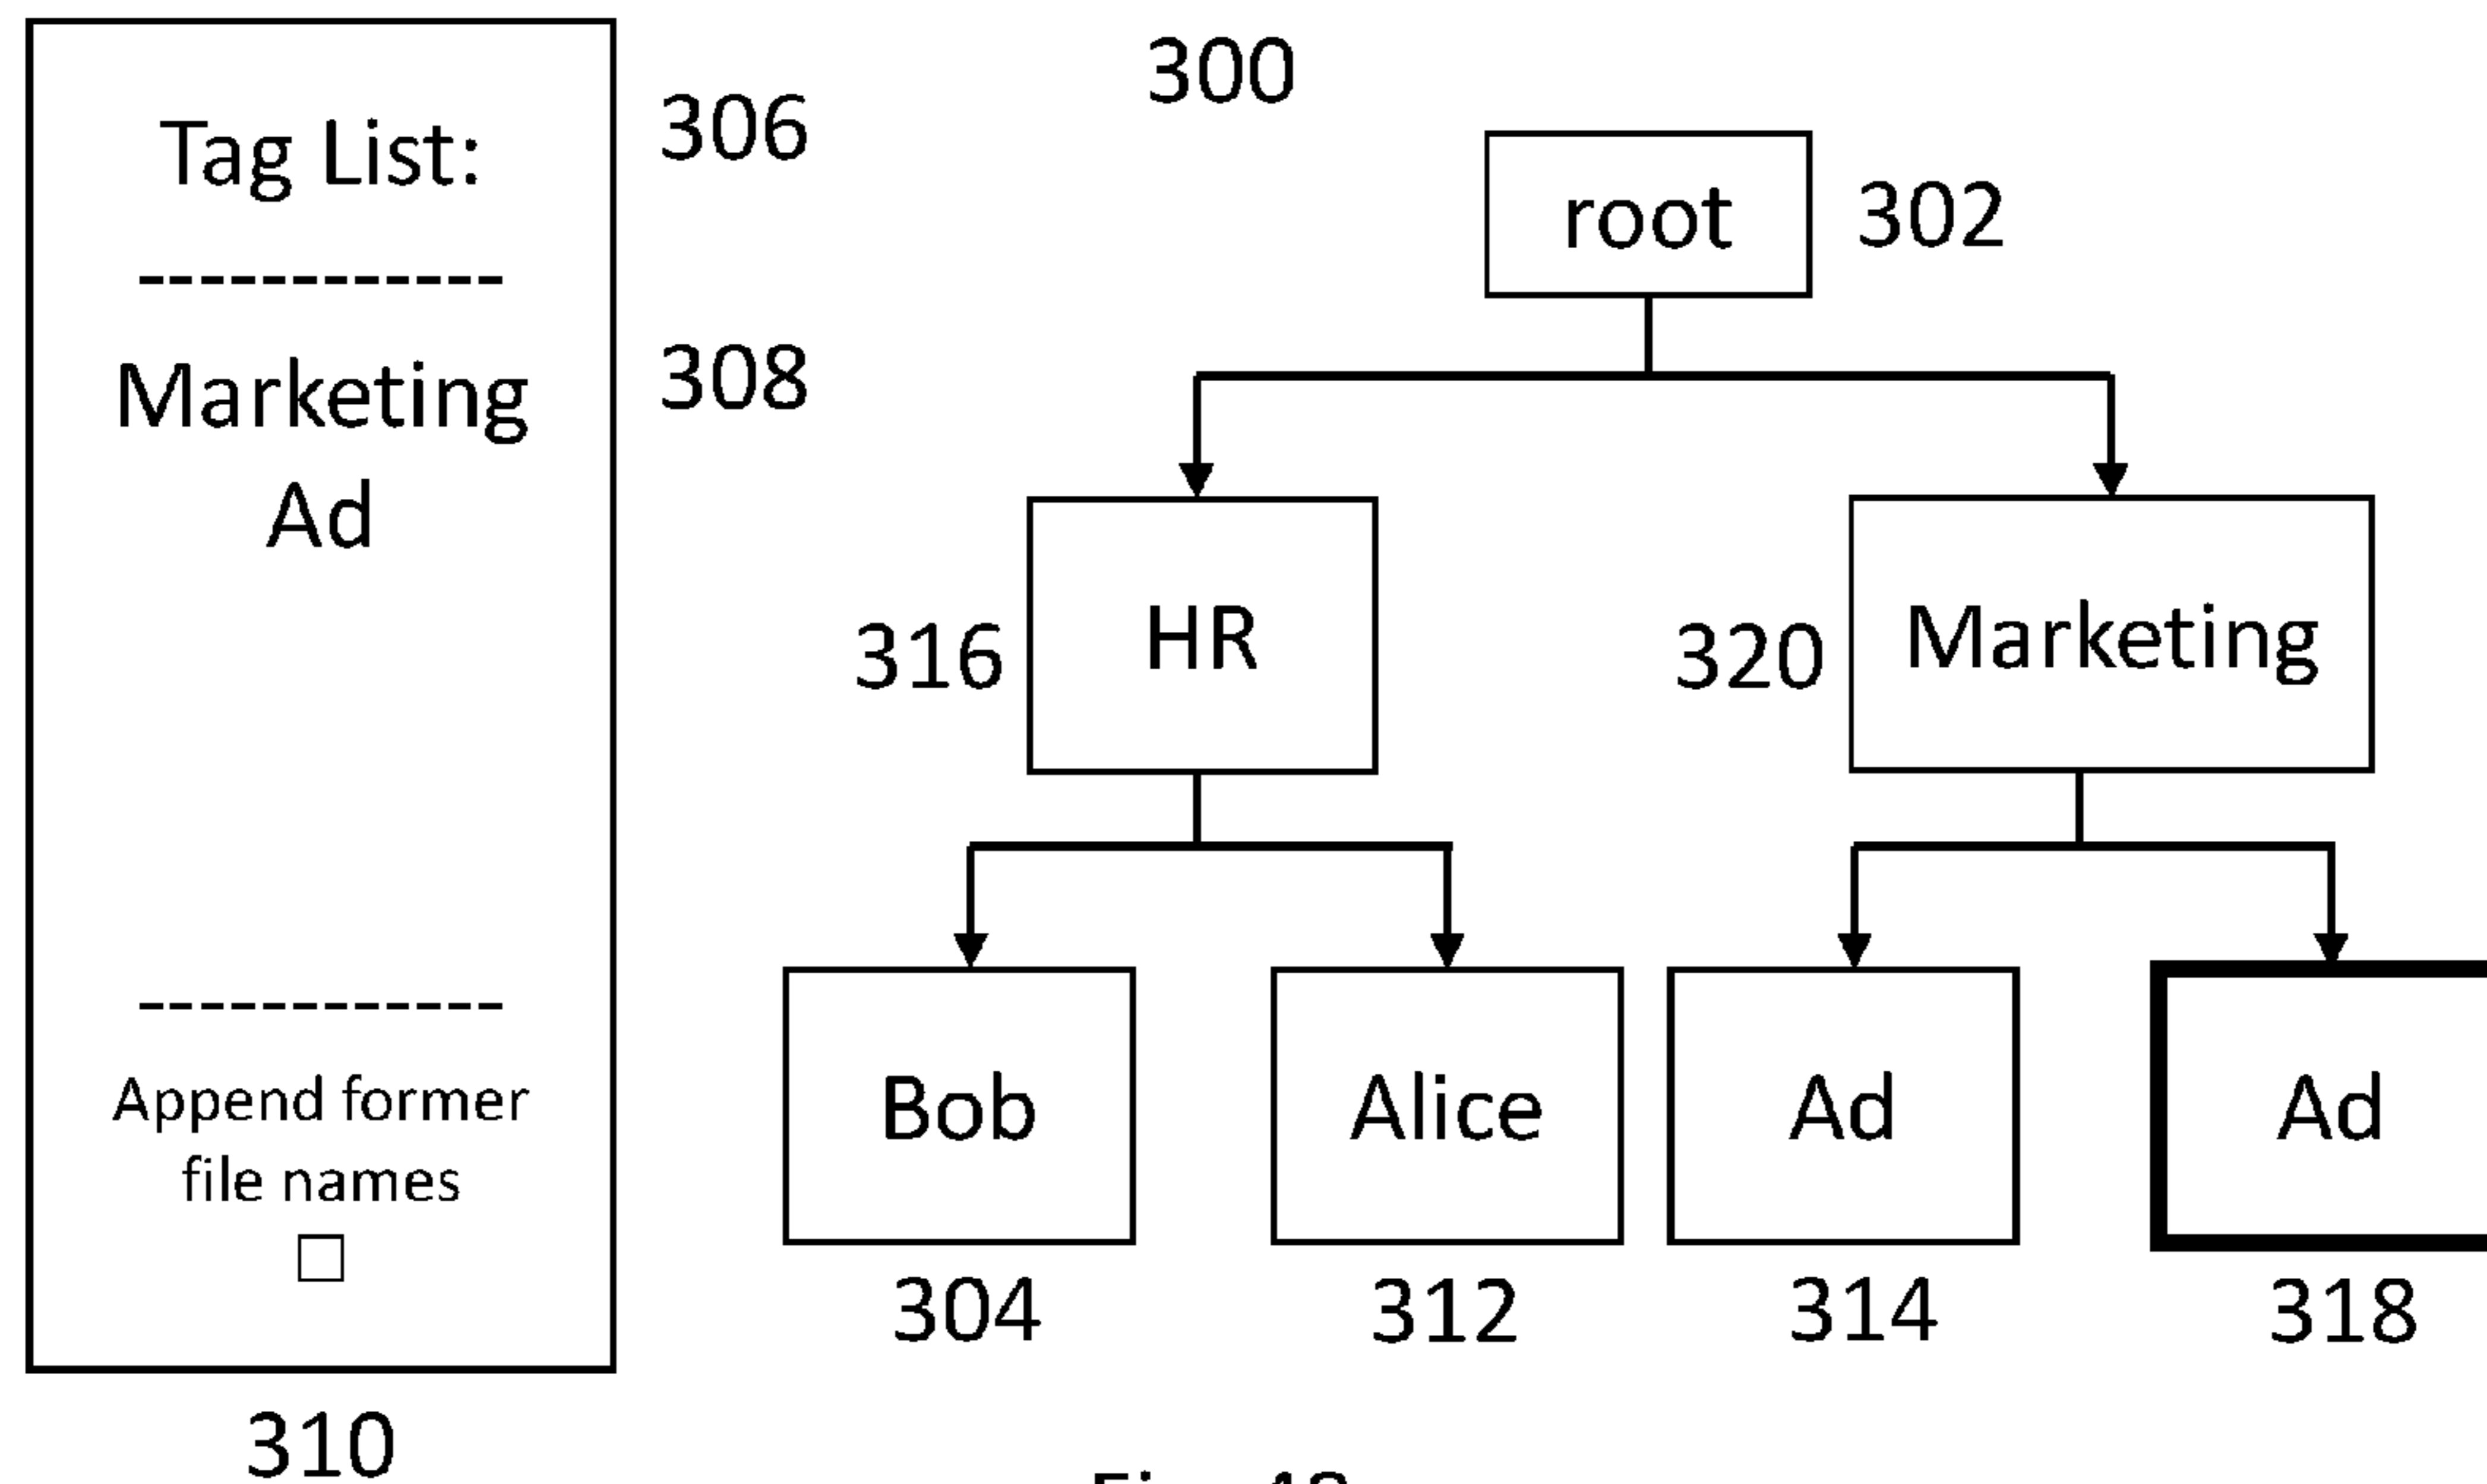 Tag List:
306
------------
Marketing
308
Ad
------------
Append former
file names
310
300
root
302
316
HR
320
Marketing
Bob
Alice
Ad
Ad
304
312
314
318